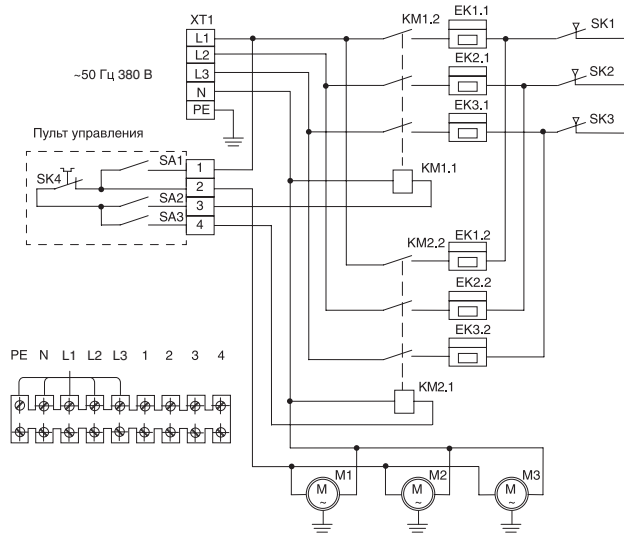 XT1
L1
L2
L3
N
PE
~50 Гц 380 В
KM1.2
EK1.1
EK2.1
EK3.1
SK1
SK2
SK3
KM1.1
Пульт управления
SK4
SA1
SA2
SA3
1
2
3
4
KM2.2
EK1.2
EK2.2
EK3.2
KM2.1
PE N L1 L2 L3 1 2 3 4
M1
M2
M3
M
~
M
~
M
~